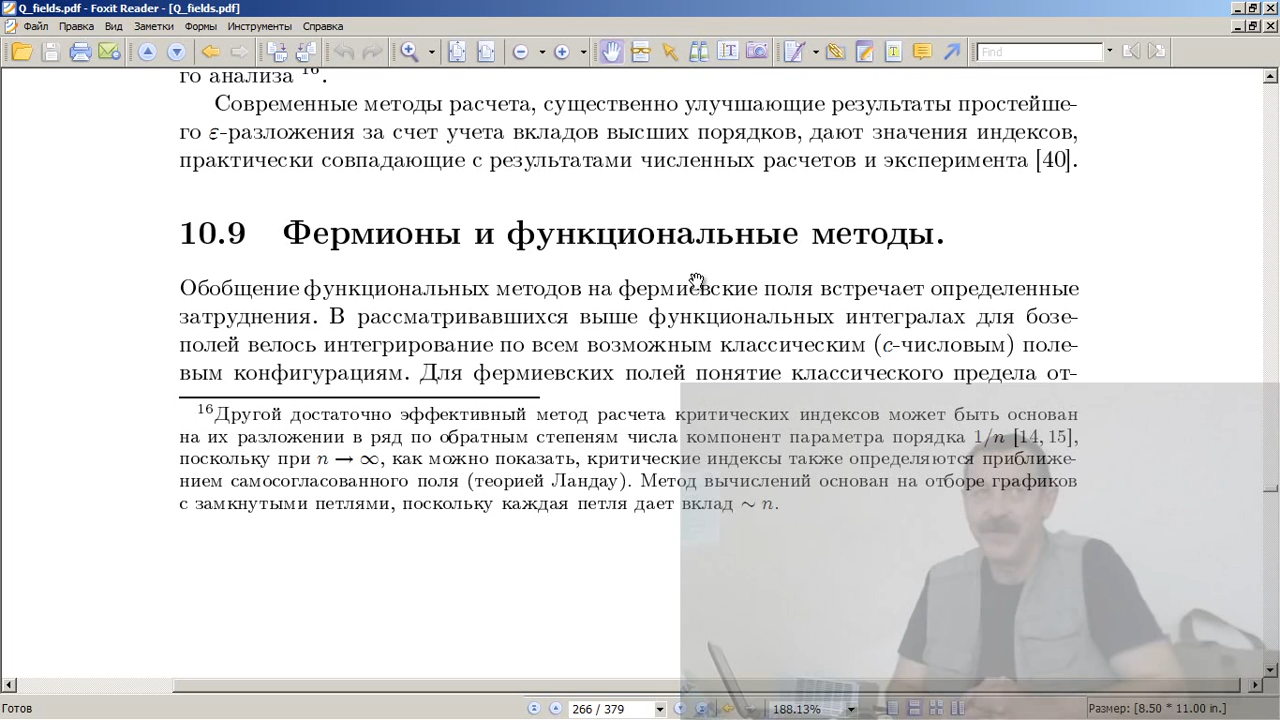 Q_fields.pdf - Foxit Reader - [Q_fields.pdf]
Файл Правка Вид Заметки Формы Инструменты Справка
Find
го анализа 16.
Современные методы расчета, существенно улучшающие результаты простейше-
го ε-разложения за счет учета вкладов высших порядков, дают значения индексов,
практически совпадающие с результатами численных расчетов и эксперимента [40].
10.9 Фермионы и функциональные методы.
Обобщение функциональных методов на фермиевские поля встречает определенные
затруднения. В рассматривавшихся выше функциональных интегралах для бозе-
полей велось интегрирование по всем возможным классическим (c-числовым) поле-
вым конфигурациям. Для фермиевских полей понятие классического предела от-
16Другой достаточно эффективный метод расчета критических индексов может быть основан
на их разложении в ряд по обратным степеням числа компонент параметра порядка 1/n [14, 15],
поскольку при n → ∞, как можно показать, критические индексы также определяются приближе-
нием самосогласованного поля (теорией Ландау). Метод вычислений основан на отборе графиков
с замкнутыми петлями, поскольку каждая петля дает вклад ∼ n.
Готов 266 / 379 188.13% Размер: [8.50 * 11.00 in.]